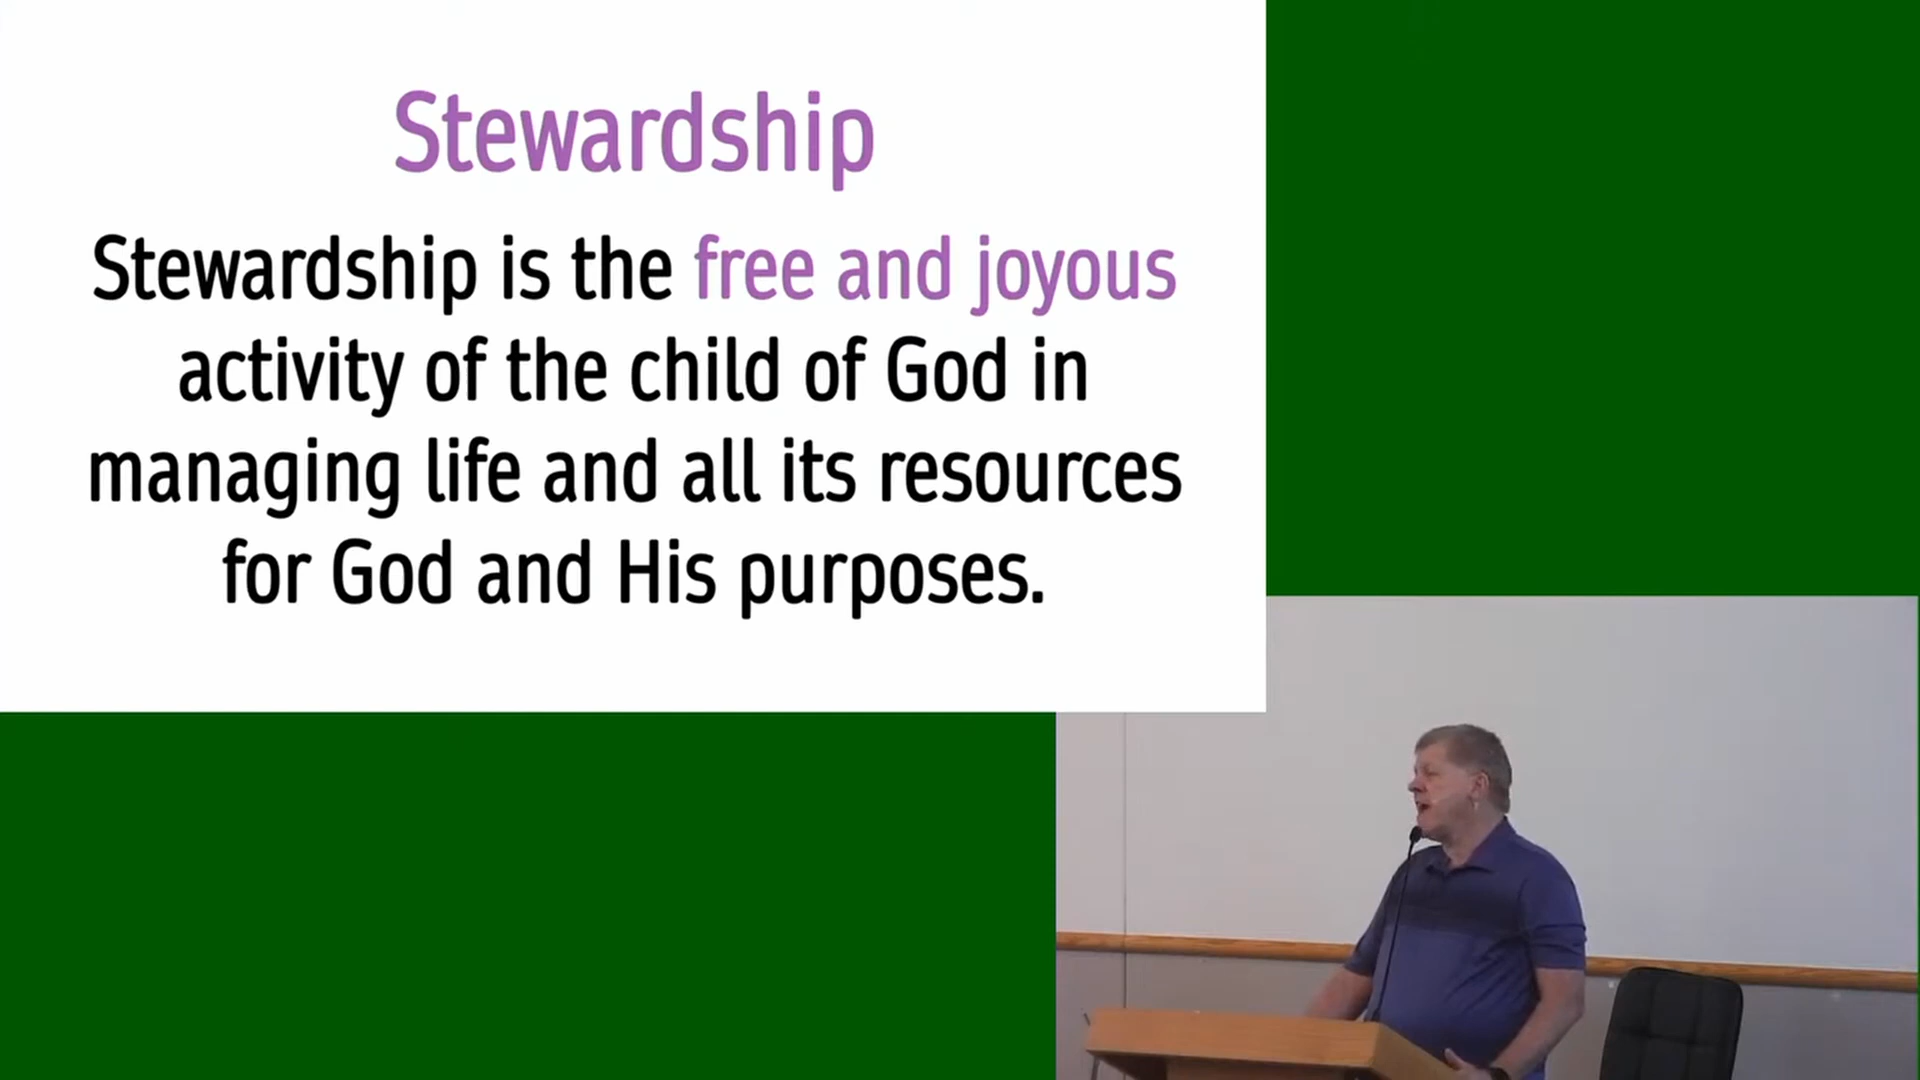 Stewardship
Stewardship is the free and joyous
activity of the child of God in
managing life and all its resources
for God and His purposes.